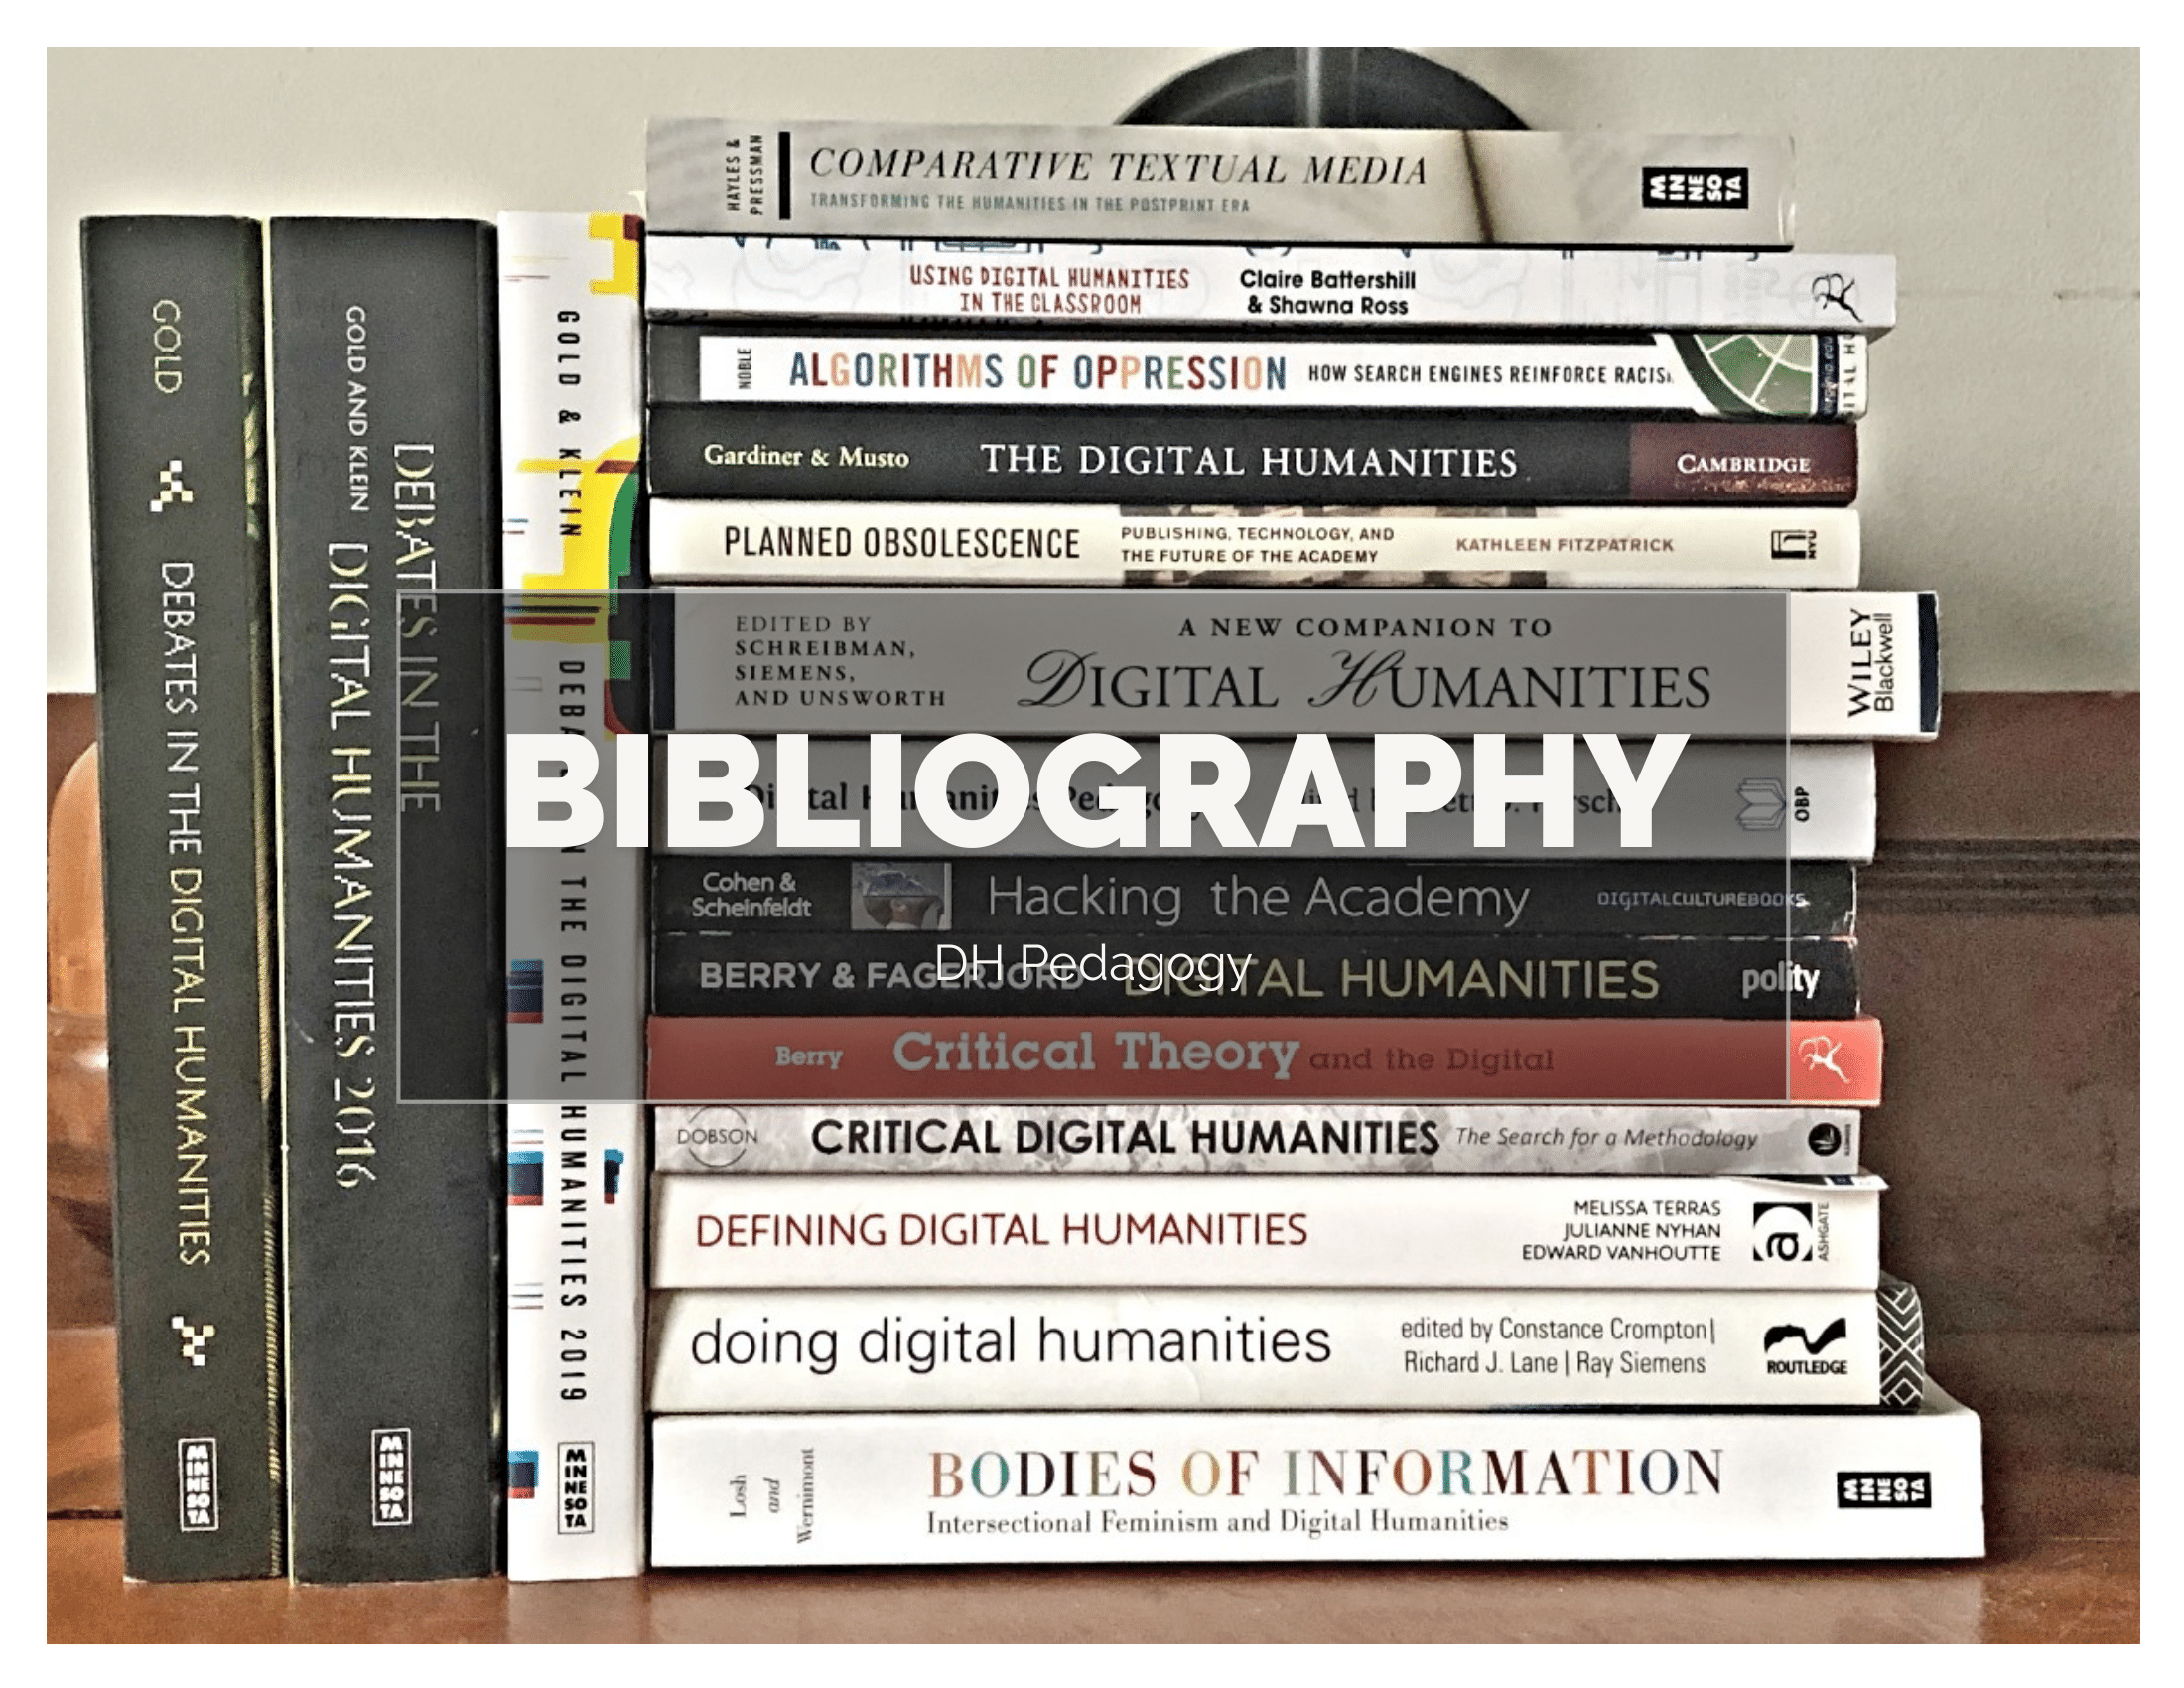 GOLD
DEBATES IN THE DIGITAL HUMANITIES
MINNESOTA
GOLD AND KLEIN
DEBATES IN THE
DIGITAL HUMANITIES 2016
MINNESOTA
GOLD & KLEIN
THE DIGITAL HUMANITIES 2019
MINNESOTA
HAYLES &
PRESSMAN
COMPARATIVE TEXTUAL MEDIA
TRANSFORMING THE HUMANITIES IN THE POSTPRINT ERA
MINNESOTA
USING DIGITAL HUMANITIES
IN THE CLASSROOM
Claire Battershill
& Shawna Ross
NOBLE
ALGORITHMS OF OPPRESSION
HOW SEARCH ENGINES REINFORCE
Gardiner & Musto
THE DIGITAL HUMANITIES
CAMBRIDGE
PLANNED OBSOLESCENCE
PUBLISHING, TECHNOLOGY, AND
THE FUTURE OF THE ACADEMY
KATHLEEN FITZPATRICK
NYU
EDITED BY
SCHREIBMAN,
SIEMENS,
AND UNSWORTH
A NEW COMPANION TO
DIGITAL HUMANITIES
WILEY
Blackwell
BIBLIOGRAPHY
OBP
Cohen &
Scheinfeldt
Hacking the Academy
DIGITALCULTUREBOOKS
DH Pedagogy
BERRY & FAGERJORD
DIGITAL HUMANITIES
polity
Berry
Critical Theory and the Digital
DOBSON
CRITICAL DIGITAL HUMANITIES
The Search for a Methodology
DEFINING DIGITAL HUMANITIES
MELISSA TERRAS
JULIANNE NYHAN
EDWARD VANHOUTTE
a
ASHGATE
doing digital humanities
edited by Constance Crompton|
Richard J. Lane | Ray Siemens
ROUTLEDGE
Losh
and
Wernimont
BODIES OF INFORMATION
Intersectional Feminism and Digital Humanities
MINNESOTA